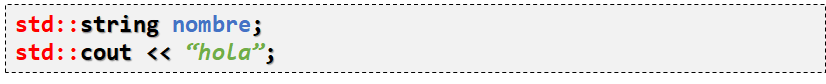 std::string nombre;
std::cout << “hola”;